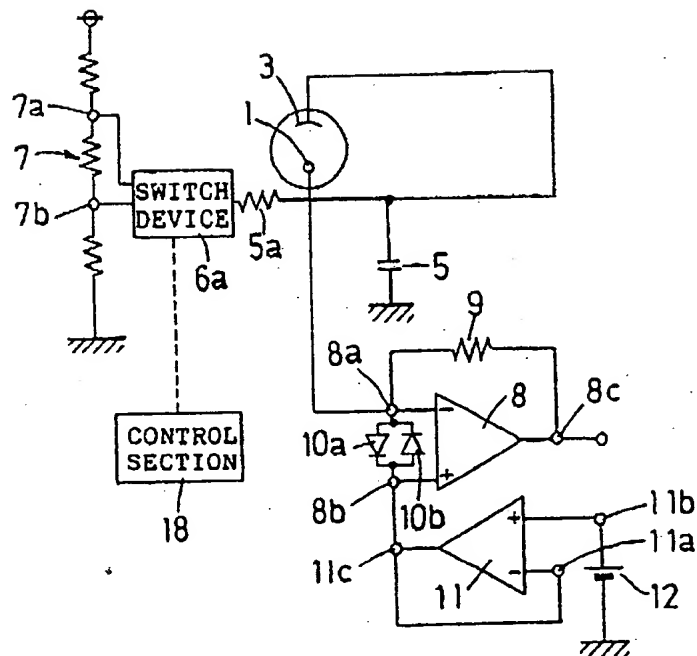 3
7a
1
7
SWITCH
DEVICE
7b
6a
5a
5
9
8a
8
8c
10a
CONTROL
SECTION
18
8b
10b
11b
11a
11c
11
12
-
+
+
-